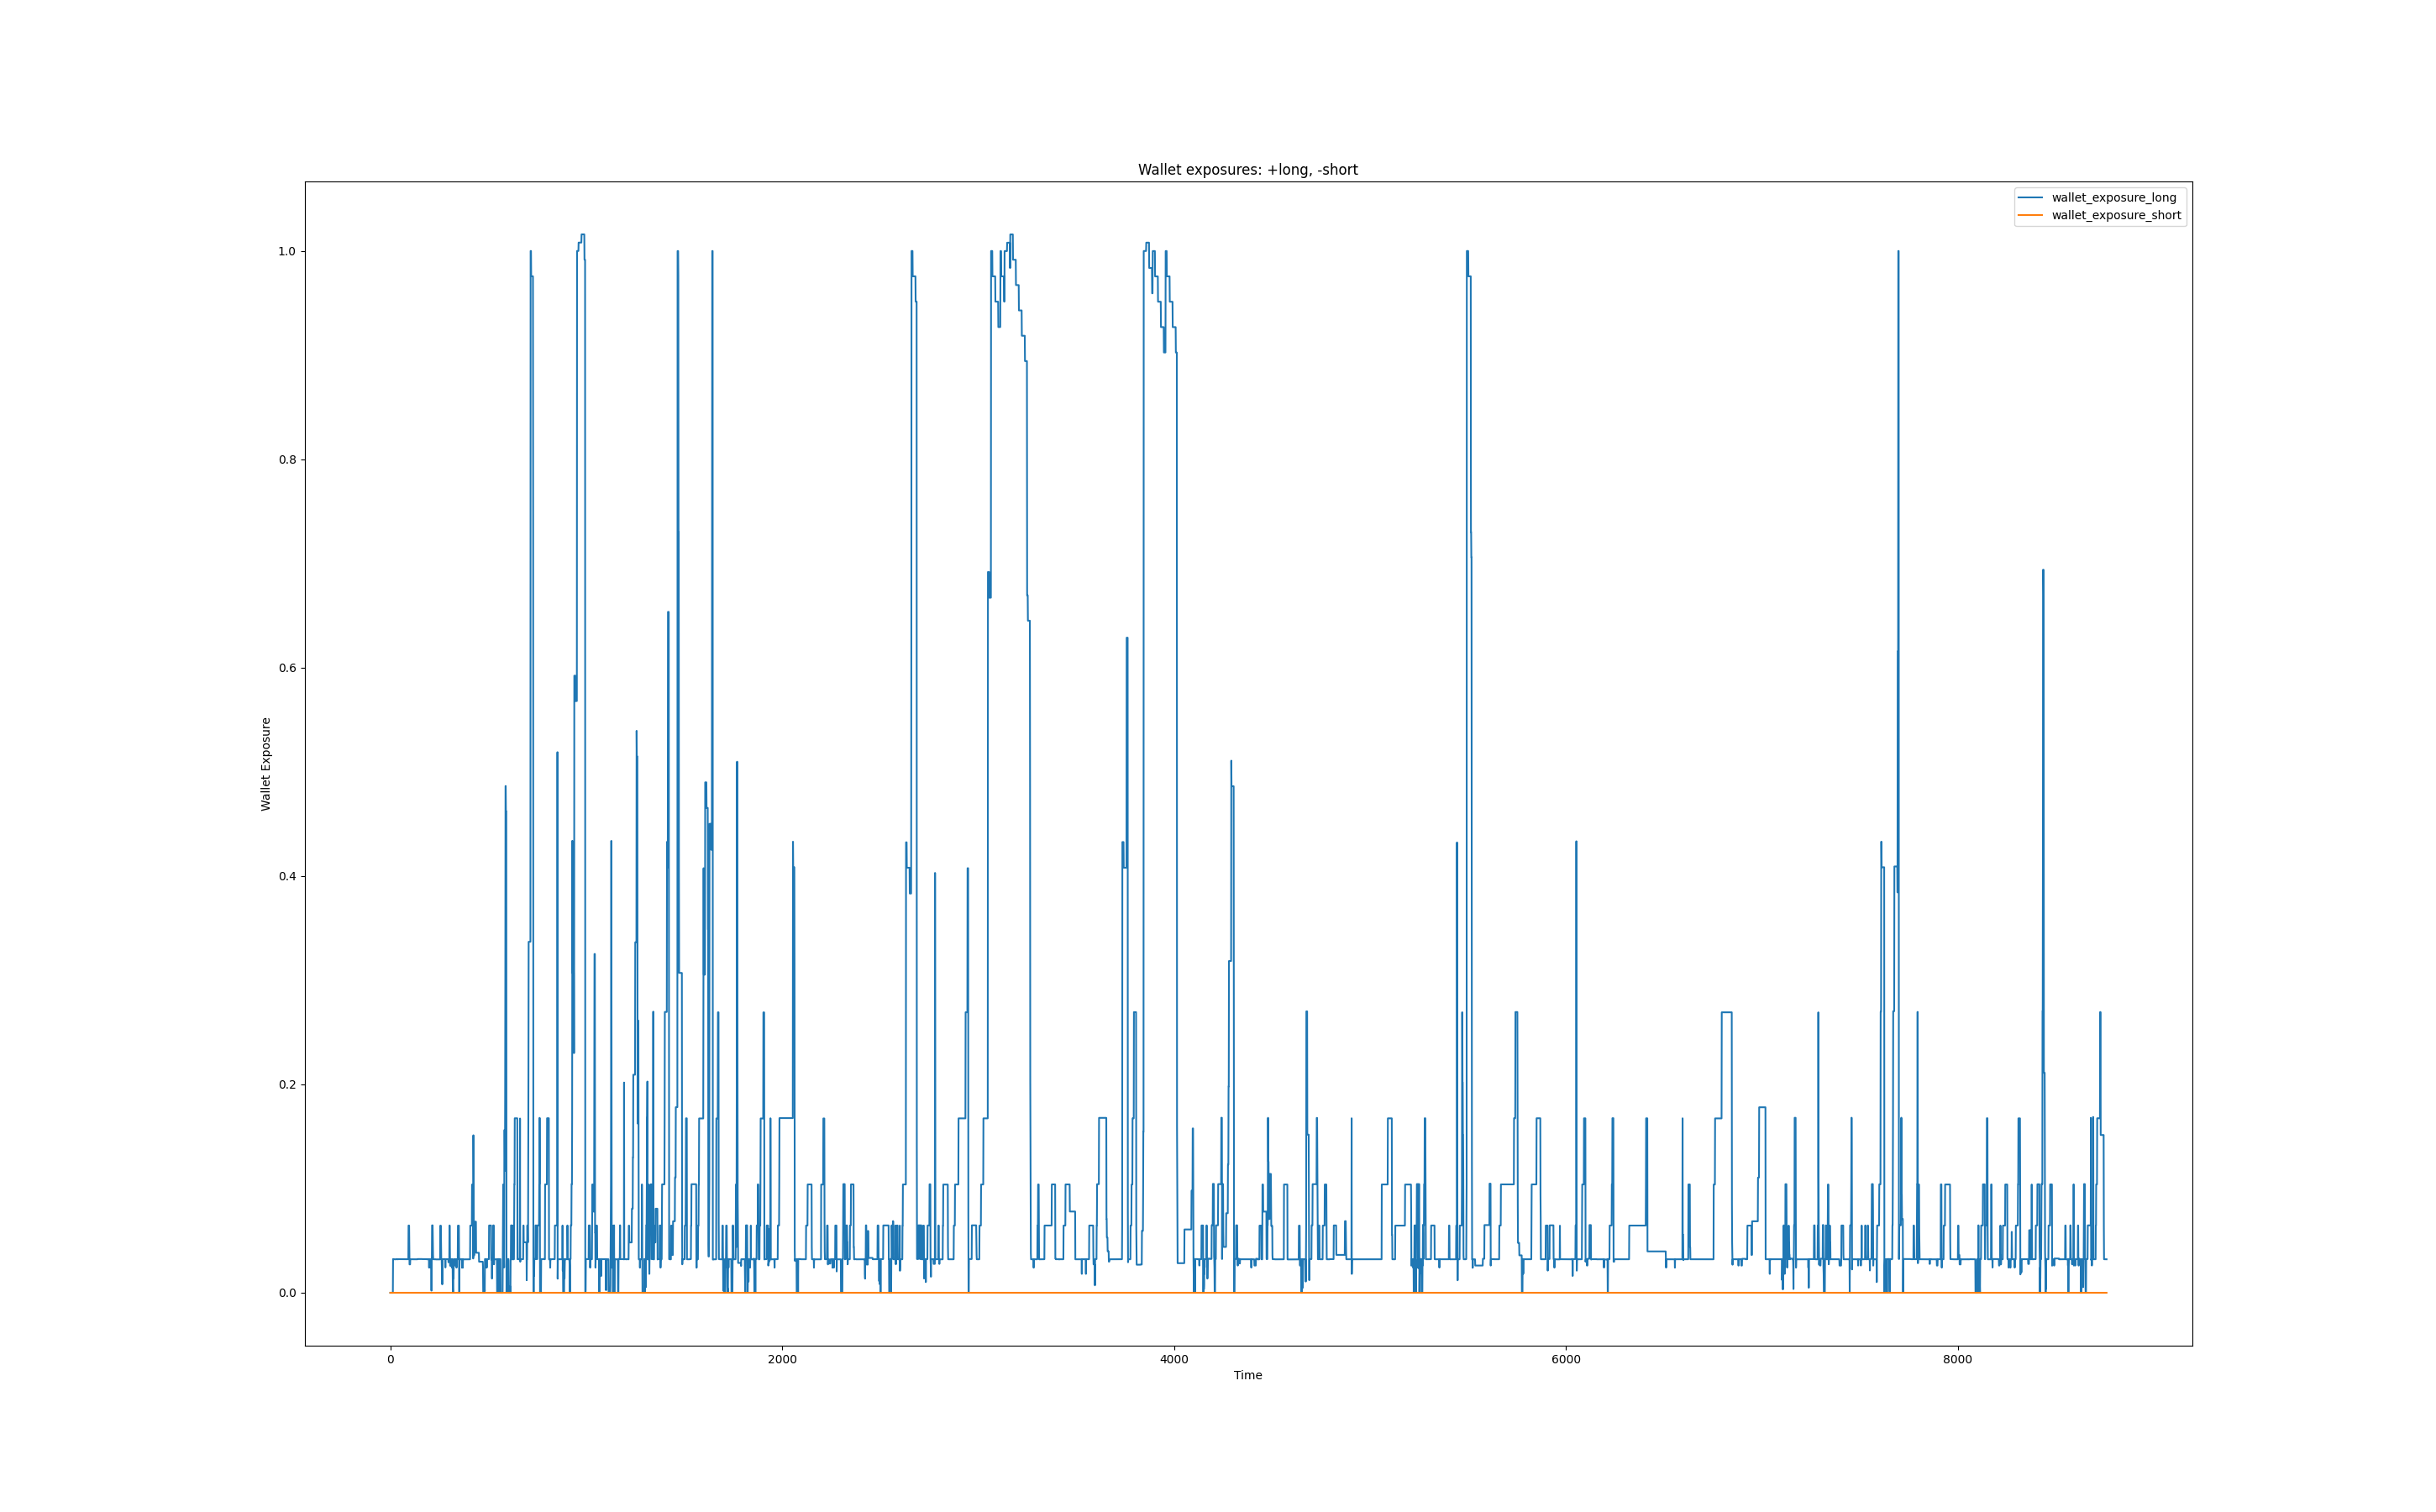 Wallet exposures: +long, -short
wallet_exposure_long
wallet_exposure_short
1.0
0.8
0.6
0.4
0.2
0.0
Wallet Exposure
0 2000 4000 6000 8000
Time